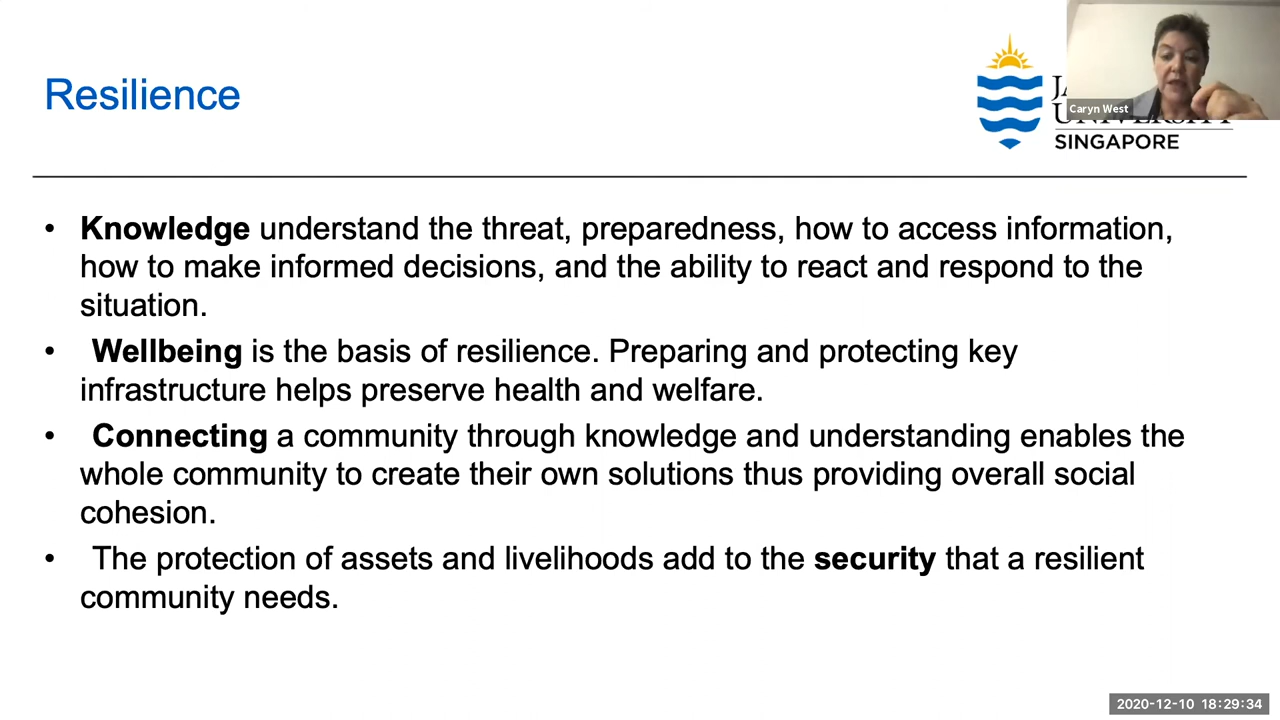 Resilience
Caryn West
SINGAPORE
• Knowledge understand the threat, preparedness, how to access information,
how to make informed decisions, and the ability to react and respond to the
situation.
• Wellbeing is the basis of resilience. Preparing and protecting key
infrastructure helps preserve health and welfare.
• Connecting a community through knowledge and understanding enables the
whole community to create their own solutions thus providing overall social
cohesion.
• The protection of assets and livelihoods add to the security that a resilient
community needs.
2020-12-10 18:29:34